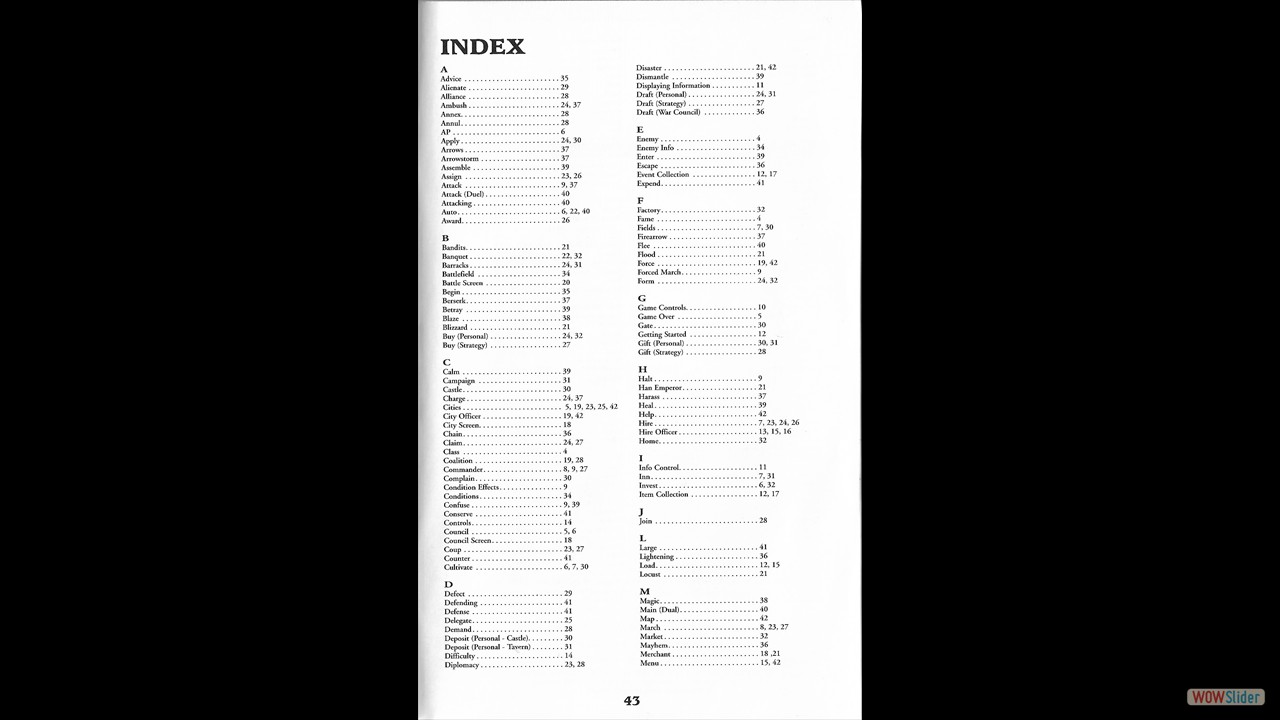 INDEX
A
Advice . . . . . . . . . . . . . . . . . . . . . . . 35
Alienate . . . . . . . . . . . . . . . . . . . . . . 29
Alliance . . . . . . . . . . . . . . . . . . . . . . 28
Ambush . . . . . . . . . . . . . . . . . . . . . . 24, 37
Annex. . . . . . . . . . . . . . . . . . . . . . . . 28
Annul. . . . . . . . . . . . . . . . . . . . . . . . 28
AP . . . . . . . . . . . . . . . . . . . . . . . . . 6
Apply . . . . . . . . . . . . . . . . . . . . . . . 24, 30
Arrows . . . . . . . . . . . . . . . . . . . . . . . 37
Arrowstorm . . . . . . . . . . . . . . . . . . . 37
Assemble . . . . . . . . . . . . . . . . . . . . . 39
Assign . . . . . . . . . . . . . . . . . . . . . . . 23, 26
Attack . . . . . . . . . . . . . . . . . . . . . . . 9, 37
Attack (Duel) . . . . . . . . . . . . . . . . . . 40
Attacking . . . . . . . . . . . . . . . . . . . . . 40
Auto . . . . . . . . . . . . . . . . . . . . . . . . 6, 22, 40
Award. . . . . . . . . . . . . . . . . . . . . . . . 26
B
Bandits. . . . . . . . . . . . . . . . . . . . . . . 21
Banquet . . . . . . . . . . . . . . . . . . . . . . 22, 32
Barracks . . . . . . . . . . . . . . . . . . . . . . 24, 31
Battlefield . . . . . . . . . . . . . . . . . . . . 34
Battle Screen . . . . . . . . . . . . . . . . . . 20
Begin . . . . . . . . . . . . . . . . . . . . . . . . 35
Berserk. . . . . . . . . . . . . . . . . . . . . . . 37
Betray . . . . . . . . . . . . . . . . . . . . . . . 39
Blaze . . . . . . . . . . . . . . . . . . . . . . . . 38
Blizzard . . . . . . . . . . . . . . . . . . . . . . 21
Buy (Personal) . . . . . . . . . . . . . . . . . 24, 32
Buy (Strategy) . . . . . . . . . . . . . . . . . 27
C
Calm . . . . . . . . . . . . . . . . . . . . . . . . 39
Campaign . . . . . . . . . . . . . . . . . . . . 31
Castle. . . . . . . . . . . . . . . . . . . . . . . . 30
Charge . . . . . . . . . . . . . . . . . . . . . . . 24, 37
Cities . . . . . . . . . . . . . . . . . . . . . . . 5, 19, 23, 25, 42
City Officer . . . . . . . . . . . . . . . . . . . 19, 42
City Screen. . . . . . . . . . . . . . . . . . . . 18
Chain . . . . . . . . . . . . . . . . . . . . . . . . 36
Claim . . . . . . . . . . . . . . . . . . . . . . . . 24, 27
Class . . . . . . . . . . . . . . . . . . . . . . . . 4
Coalition . . . . . . . . . . . . . . . . . . . . . 19, 28
Commander . . . . . . . . . . . . . . . . . . . 8, 9, 27
Complain . . . . . . . . . . . . . . . . . . . . . 30
Condition Effects . . . . . . . . . . . . . . . 9
Conditions . . . . . . . . . . . . . . . . . . . . 34
Confuse . . . . . . . . . . . . . . . . . . . . . . 9, 39
Conserve . . . . . . . . . . . . . . . . . . . . . 41
Controls . . . . . . . . . . . . . . . . . . . . . . 14
Council . . . . . . . . . . . . . . . . . . . . . . 5, 6
Council Screen. . . . . . . . . . . . . . . . . 18
Coup . . . . . . . . . . . . . . . . . . . . . . . . 23, 27
Counter . . . . . . . . . . . . . . . . . . . . . . 41
Cultivate . . . . . . . . . . . . . . . . . . . . . 6, 7, 30
D
Defect . . . . . . . . . . . . . . . . . . . . . . . 29
Defending . . . . . . . . . . . . . . . . . . . . 41
Defense . . . . . . . . . . . . . . . . . . . . . . 41
Delegate . . . . . . . . . . . . . . . . . . . . . . 25
Demand . . . . . . . . . . . . . . . . . . . . . . 28
Deposit (Personal - Castle). . . . . . . . 30
Deposit (Personal - Tavern) . . . . . . . 31
Difficulty . . . . . . . . . . . . . . . . . . . . . 14
Diplomacy . . . . . . . . . . . . . . . . . . . . 23, 28
Disaster . . . . . . . . . . . . . . . . . . . . . . 21, 42
Dismantle . . . . . . . . . . . . . . . . . . . . 39
Displaying Information . . . . . . . . . . 11
Draft (Personal) . . . . . . . . . . . . . . . . 24, 31
Draft (Strategy) . . . . . . . . . . . . . . . . 27
Draft (War Council) . . . . . . . . . . . . 36
E
Enemy . . . . . . . . . . . . . . . . . . . . . . . 4
Enemy Info . . . . . . . . . . . . . . . . . . . 34
Enter . . . . . . . . . . . . . . . . . . . . . . . . 39
Escape . . . . . . . . . . . . . . . . . . . . . . . 36
Event Collection . . . . . . . . . . . . . . . 12, 17
Expend . . . . . . . . . . . . . . . . . . . . . . . 41
F
Factory . . . . . . . . . . . . . . . . . . . . . . . 32
Fame . . . . . . . . . . . . . . . . . . . . . . . . 4
Fields . . . . . . . . . . . . . . . . . . . . . . . . 7, 30
Firearrow . . . . . . . . . . . . . . . . . . . . . 37
Flee . . . . . . . . . . . . . . . . . . . . . . . . . 40
Flood . . . . . . . . . . . . . . . . . . . . . . . . 21
Force . . . . . . . . . . . . . . . . . . . . . . . . 19, 42
Forced March . . . . . . . . . . . . . . . . . . 9
Form . . . . . . . . . . . . . . . . . . . . . . . . 24, 32
G
Game Controls. . . . . . . . . . . . . . . . . 10
Game Over . . . . . . . . . . . . . . . . . . . 5
Gate . . . . . . . . . . . . . . . . . . . . . . . . . 30
Getting Started . . . . . . . . . . . . . . . . 12
Gift (Personal) . . . . . . . . . . . . . . . . . 30, 31
Gift (Strategy) . . . . . . . . . . . . . . . . . 28
H
Halt . . . . . . . . . . . . . . . . . . . . . . . . . 9
Han Emperor. . . . . . . . . . . . . . . . . . 21
Harass . . . . . . . . . . . . . . . . . . . . . . . 37
Heal . . . . . . . . . . . . . . . . . . . . . . . . . 39
Help . . . . . . . . . . . . . . . . . . . . . . . . . 42
Hire . . . . . . . . . . . . . . . . . . . . . . . . . 7, 23, 24, 26
Hire Officer . . . . . . . . . . . . . . . . . . . 13, 15, 16
Home . . . . . . . . . . . . . . . . . . . . . . . . 32
I
Info Control. . . . . . . . . . . . . . . . . . . 11
Inn . . . . . . . . . . . . . . . . . . . . . . . . . . 7, 31
Invest . . . . . . . . . . . . . . . . . . . . . . . . 6, 32
Item Collection . . . . . . . . . . . . . . . . 12, 17
J
Join . . . . . . . . . . . . . . . . . . . . . . . . . 28
L
Large . . . . . . . . . . . . . . . . . . . . . . . . 41
Lightening . . . . . . . . . . . . . . . . . . . . 36
Load . . . . . . . . . . . . . . . . . . . . . . . . . 12, 15
Locust . . . . . . . . . . . . . . . . . . . . . . . 21
M
Magic . . . . . . . . . . . . . . . . . . . . . . . . 38
Main (Dual) . . . . . . . . . . . . . . . . . . . 40
Map . . . . . . . . . . . . . . . . . . . . . . . . . 42
March . . . . . . . . . . . . . . . . . . . . . . . 8, 23, 27
Market . . . . . . . . . . . . . . . . . . . . . . . 32
Mayhem . . . . . . . . . . . . . . . . . . . . . . 36
Merchant . . . . . . . . . . . . . . . . . . . . . 18 ,21
Menu . . . . . . . . . . . . . . . . . . . . . . . . 15, 42
43
WOWSlider